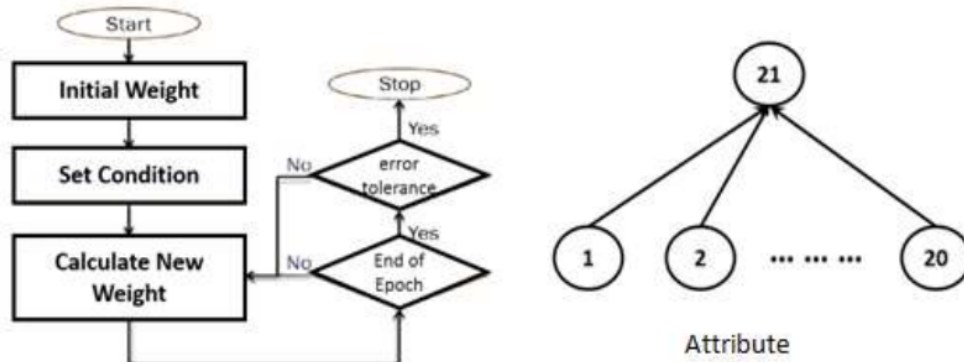 Start
Initial Weight
Set Condition
Calculate New
Weight
Stop
Yes
No
error
tolerance
Yes
No
End of
Epoch
21
1
2
... ... ...
20
Attribute